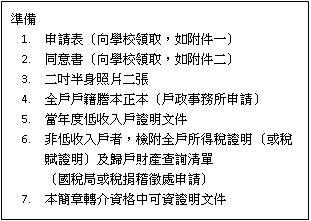 準備
1. 申請表〔向學校領取，如附件一〕
2. 同意書〔向學校領取，如附件二〕
3. 二吋半身照片二張
4. 全戶戶籍謄本正本〔戶政事務所申請〕
5. 當年度低收入戶證明文件
6. 非低收入戶者，檢附全戶所得稅證明〔或稅
賦證明〕及歸戶財產查詢清單
〔國稅局或稅捐稽徵處申請〕
7. 本簡章轉介資格中可資證明文件